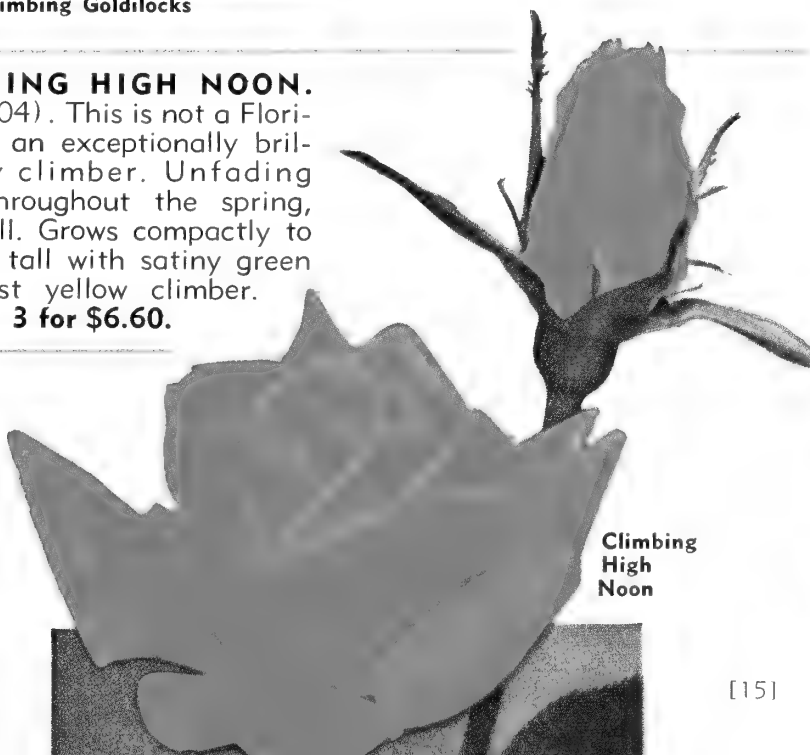 imbing Goldilocks
ING HIGH NOON.
04). This is not a Flori-
an exceptionally bril-
climber. Unfading
hroughout the spring,
ll. Grows compactly to
tall with satiny green
st yellow climber.
3 for $6.60.
Climbing
High
Noon
[15]